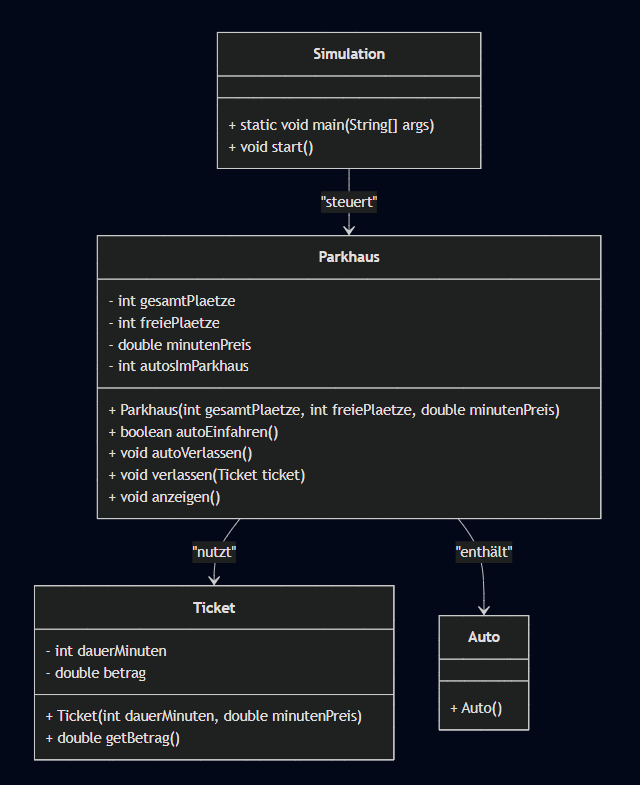 Simulation
+ static void main(String[] args)
+ void start()
"steuert"
Parkhaus
- int gesamtPlaetze
- int freiePlaetze
- double minutenPreis
- int autosImParkhaus
+ Parkhaus(int gesamtPlaetze, int freiePlaetze, double minutenPreis)
+ boolean autoEinfahren()
+ void autoVerlassen()
+ void verlassen(Ticket ticket)
+ void anzeigen()
"nutzt"
"enthält"
Ticket
- int dauerMinuten
- double betrag
+ Ticket(int dauerMinuten, double minutenPreis)
+ double getBetrag()
Auto
+ Auto()